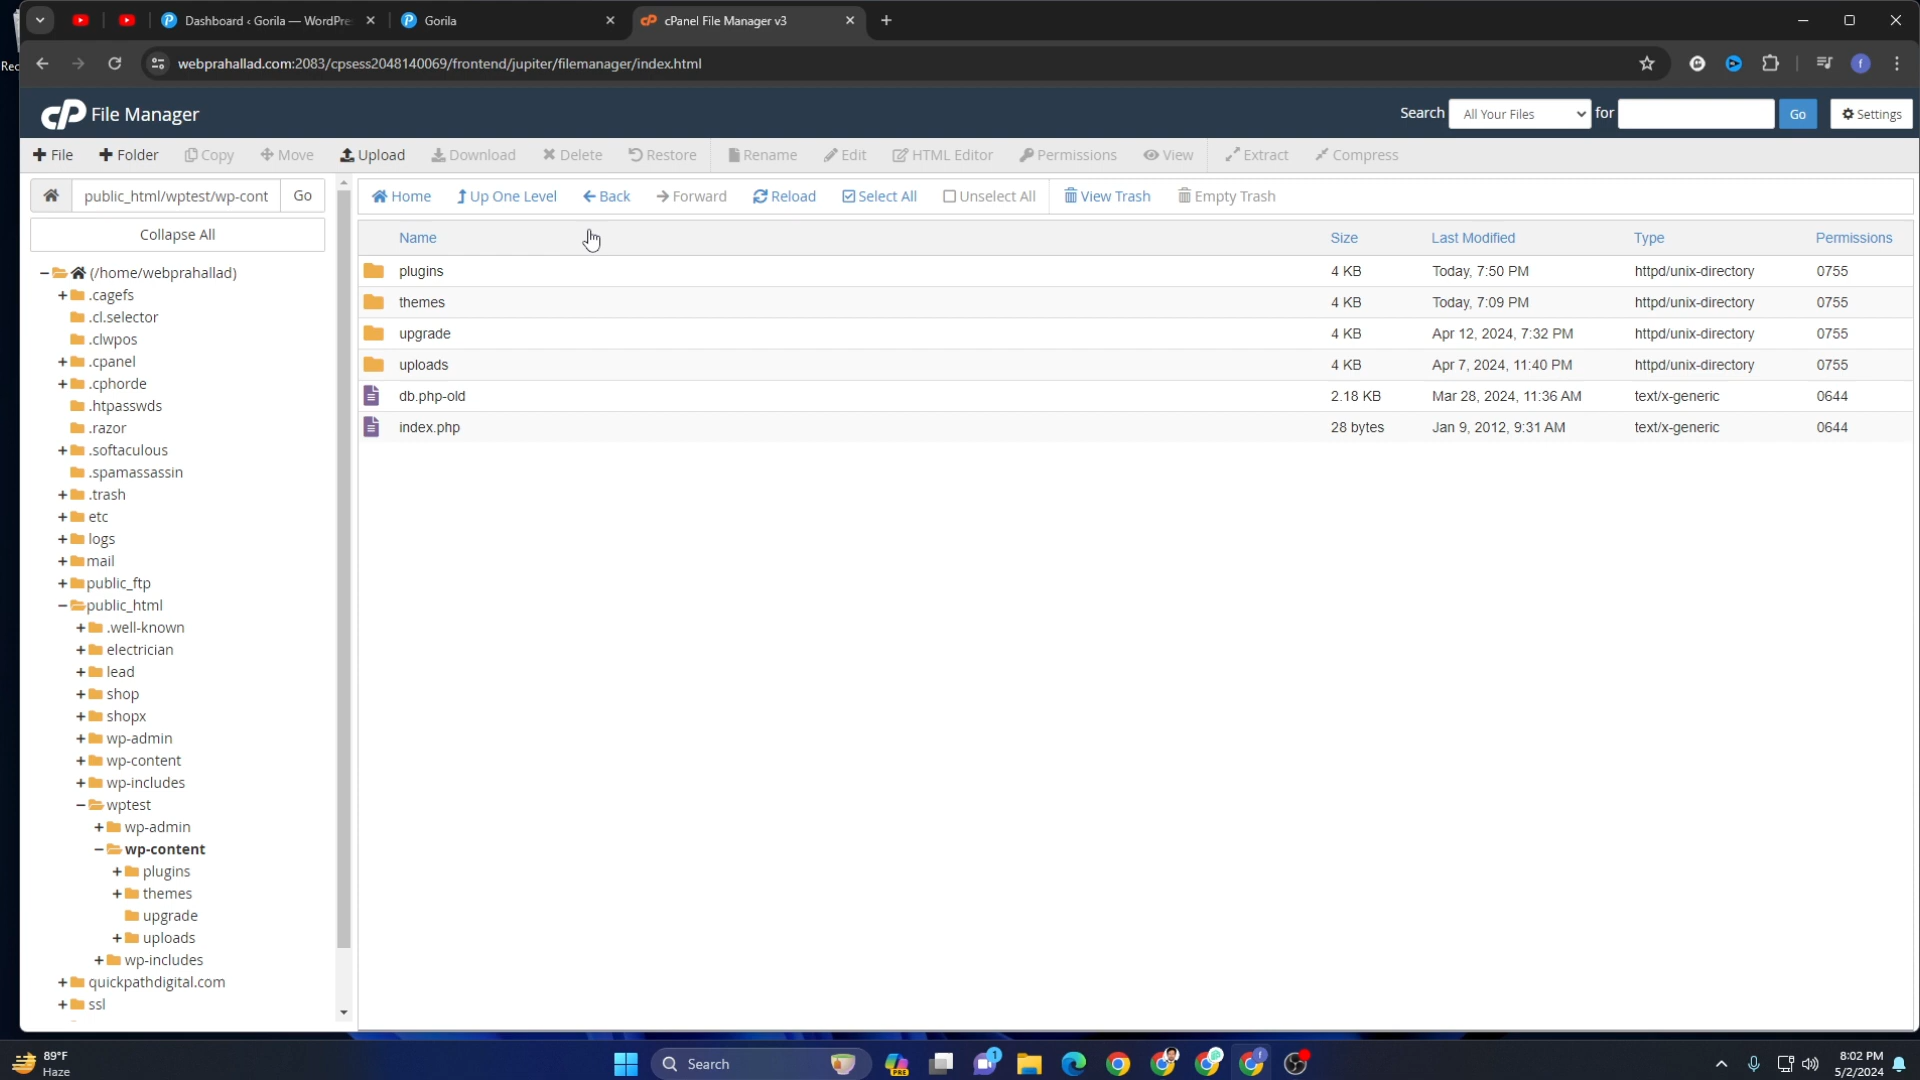 Dashboard ‹ Gorila — WordPre
Gorila
cPanel File Manager v3
webprahallad.com:2083/cpsess2048140069/frontend/jupiter/filemanager/index.html
cP File Manager
Search All Your Files for Go Settings
File Folder Copy Move Upload Download Delete Restore Rename Edit HTML Editor Permissions View Extract Compress
public_html/wptest/wp-cont Go
Home Up One Level Back Forward Reload Select All Unselect All View Trash Empty Trash
Collapse All
(/home/webprahallad)
.cagefs
.cl.selector
.clwpos
.cpanel
.cphorde
.htpasswds
.razor
.softaculous
.spamassassin
.trash
etc
logs
mail
public_ftp
public_html
.well-known
electrician
lead
shop
shopx
wp-admin
wp-content
wp-includes
wptest
wp-admin
wp-content
plugins
themes
upgrade
uploads
wp-includes
quickpathdigital.com
ssl
Name Size Last Modified Type Permissions
plugins 4 KB Today, 7:50 PM httpd/unix-directory 0755
themes 4 KB Today, 7:09 PM httpd/unix-directory 0755
upgrade 4 KB Apr 12, 2024, 7:32 PM httpd/unix-directory 0755
uploads 4 KB Apr 7, 2024, 11:40 PM httpd/unix-directory 0755
db.php-old 2.18 KB Mar 28, 2024, 11:36 AM text/x-generic 0644
index.php 28 bytes Jan 9, 2012, 9:31 AM text/x-generic 0644
89°F
Haze
Search
PRE
1
8:02 PM
5/2/2024